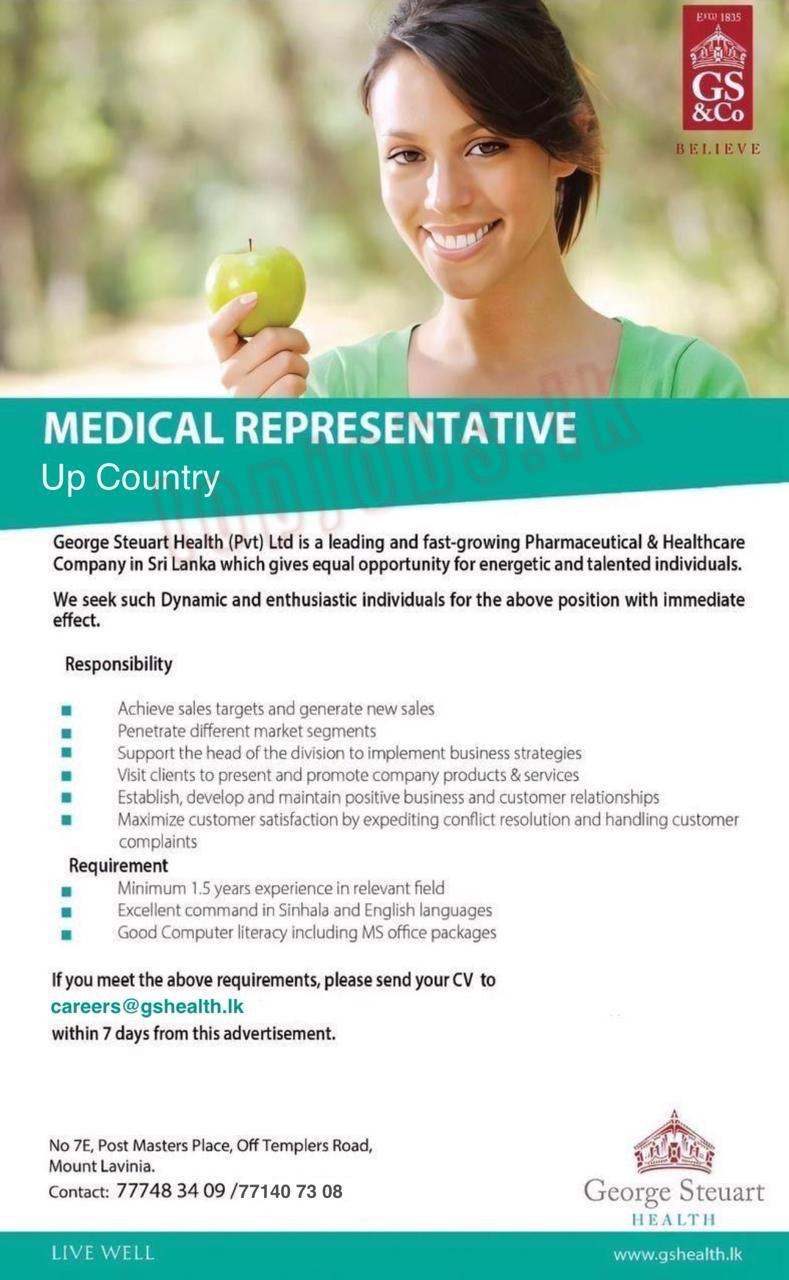 Estd 1835
GS
&Co
BELIEVE
MEDICAL REPRESENTATIVE
Up Country
topjobs.lk
George Steuart Health (Pvt) Ltd is a leading and fast-growing Pharmaceutical & Healthcare
Company in Sri Lanka which gives equal opportunity for energetic and talented individuals.
We seek such Dynamic and enthusiastic individuals for the above position with immediate
effect.
Responsibility
Achieve sales targets and generate new sales
Penetrate different market segments
Support the head of the division to implement business strategies
Visit clients to present and promote company products & services
Establish, develop and maintain positive business and customer relationships
Maximize customer satisfaction by expediting conflict resolution and handling customer
complaints
Requirement
Minimum 1.5 years experience in relevant field
Excellent command in Sinhala and English languages
Good Computer literacy including MS office packages
If you meet the above requirements, please send your CV to
careers@gshealth.lk
within 7 days from this advertisement.
No 7E, Post Masters Place, Off Templers Road,
Mount Lavinia.
Contact: 77748 34 09 /77140 73 08
George Steuart
HEALTH
LIVE WELL
www.gshealth.lk